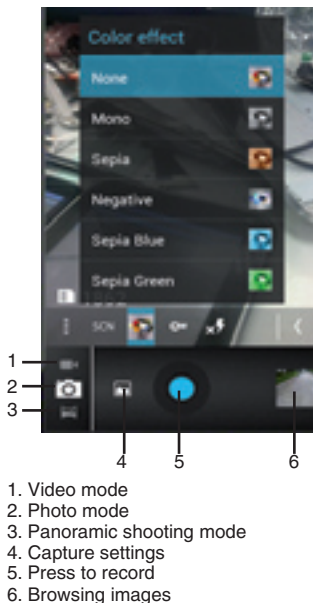 Color effect
None
Mono
Sepia
Negative
Sepia Blue
Sepia Green
SCN
1
2
3
4 5 6
1. Video mode
2. Photo mode
3. Panoramic shooting mode
4. Capture settings
5. Press to record
6. Browsing images